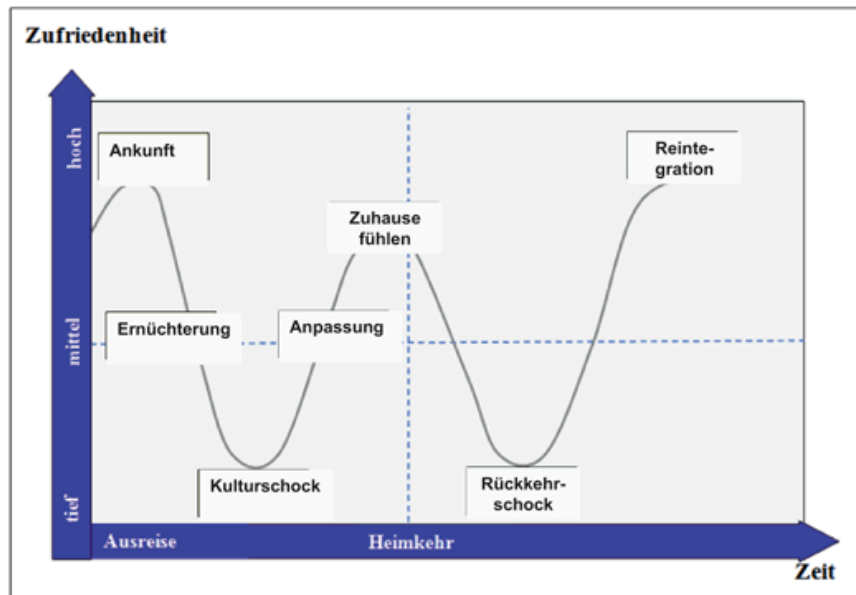 Zufriedenheit
hoch
mittel
tief
Ankunft
Reinte-
gration
Zuhause
fühlen
Ernüchterung
Anpassung
Kulturschock
Rückkehr-
schock
Ausreise
Heimkehr
Zeit